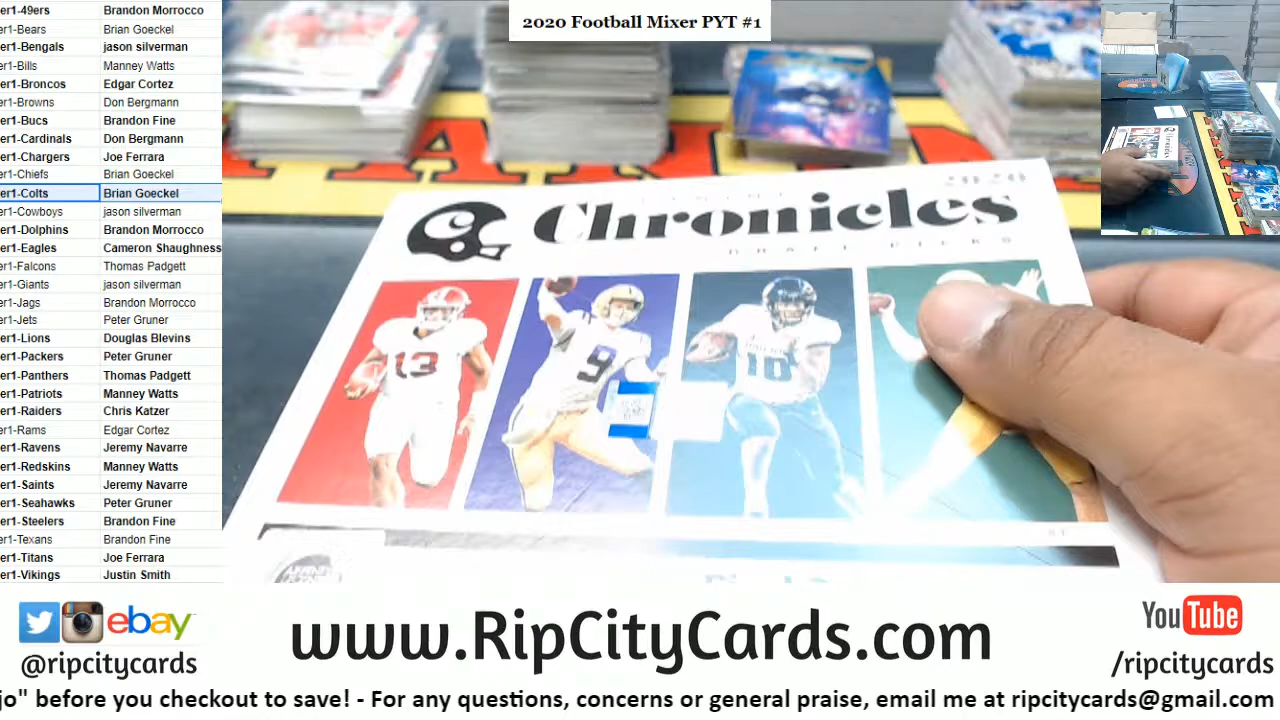 2020 Football Mixer PYT #1
er1-49ers Brandon Morrocco
er1-Bears Brian Goeckel
er1-Bengals jason silverman
er1-Bills Manney Watts
er1-Broncos Edgar Cortez
er1-Browns Don Bergmann
er1-Bucs Brandon Fine
er1-Cardinals Don Bergmann
er1-Chargers Joe Ferrara
er1-Chiefs Brian Goeckel
er1-Colts Brian Goeckel
er1-Cowboys jason silverman
er1-Dolphins Brandon Morrocco
er1-Eagles Cameron Shaughness
er1-Falcons Thomas Padgett
er1-Giants jason silverman
er1-Jags Brandon Morrocco
er1-Jets Peter Gruner
er1-Lions Douglas Blevins
er1-Packers Peter Gruner
er1-Panthers Thomas Padgett
er1-Patriots Manney Watts
er1-Raiders Chris Katzer
er1-Rams Edgar Cortez
er1-Ravens Jeremy Navarre
er1-Redskins Manney Watts
er1-Saints Jeremy Navarre
er1-Seahawks Peter Gruner
er1-Steelers Brandon Fine
er1-Texans Brandon Fine
er1-Titans Joe Ferrara
er1-Vikings Justin Smith
2020
Chronicles
DRAFT PICKS
13
9
10
ebay
@ripcitycards
www.RipCityCards.com
YouTube
/ripcitycards
jo" before you checkout to save! - For any questions, concerns or general praise, email me at ripcitycards@gmail.com